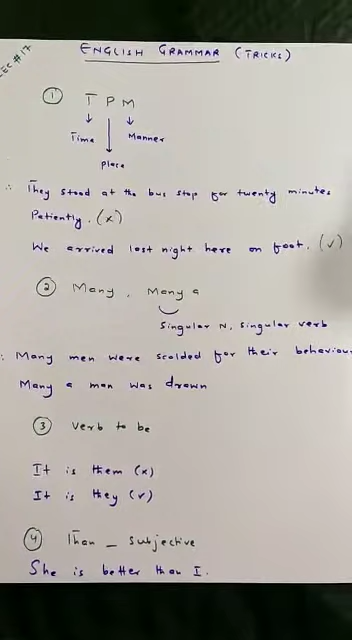 LEC # 17
ENGLISH GRAMMAR (TRICKS)
① T P M
Time Manner
Place
∴ They stood at the bus stop for twenty minutes
Patiently. (x)
We arrived last night here on foot. (✓)
② Many, Many a
Singular N, singular verb
: Many men were scolded for their behaviour
Many a man was drawn
③ Verb to be
It is them (x)
It is they (✓)
④ Than _ subjective
She is better than I.